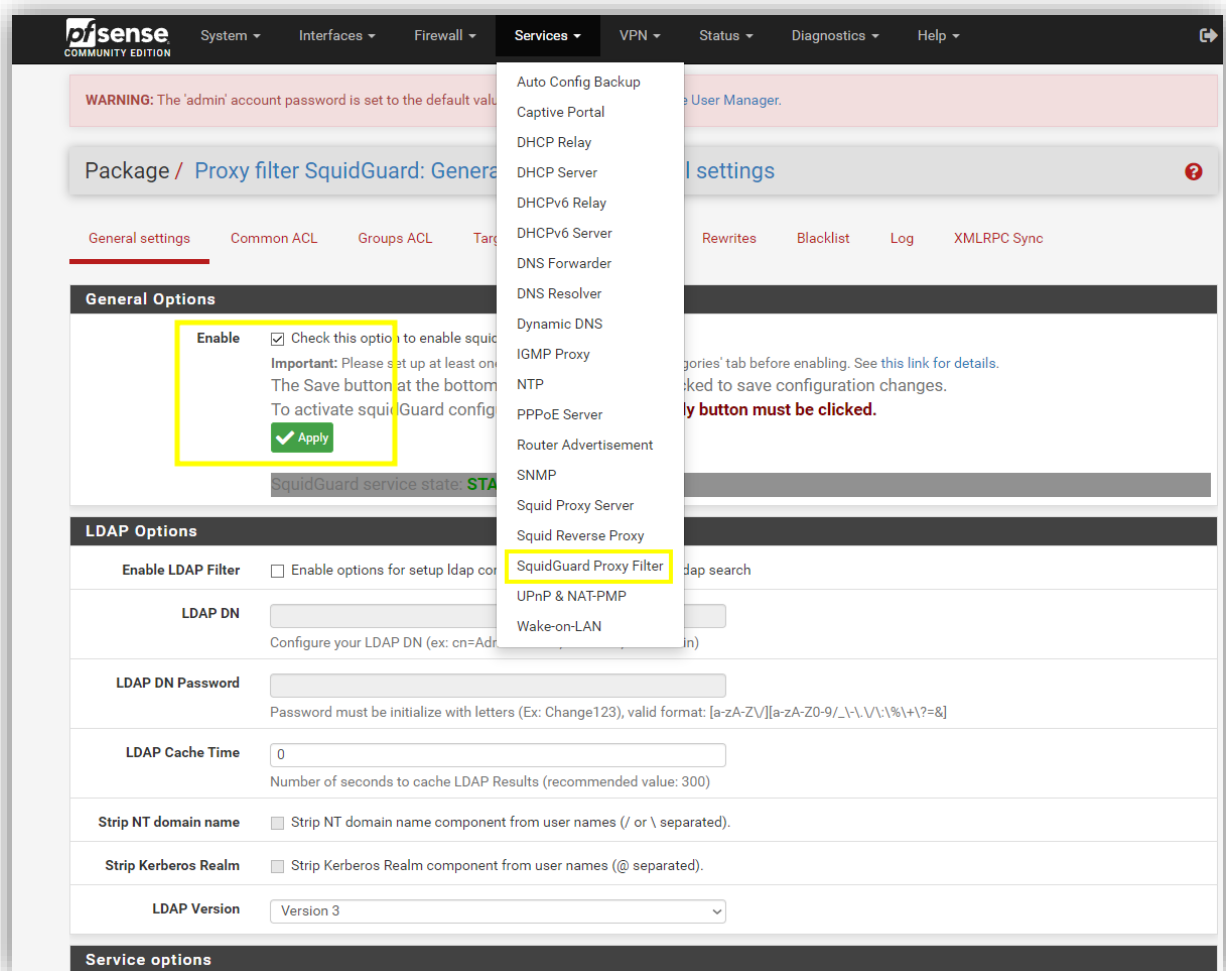 pfsense
COMMUNITY EDITION
System Interfaces Firewall Services VPN Status Diagnostics Help
WARNING: The 'admin' account password is set to the default valu
User Manager.
Package / Proxy filter SquidGuard: Genera
l settings
General settings Common ACL Groups ACL Targ
Rewrites Blacklist Log XMLRPC Sync
Auto Config Backup
Captive Portal
DHCP Relay
DHCP Server
DHCPv6 Relay
DHCPv6 Server
DNS Forwarder
DNS Resolver
Dynamic DNS
IGMP Proxy
NTP
PPPoE Server
Router Advertisement
SNMP
Squid Proxy Server
Squid Reverse Proxy
SquidGuard Proxy Filter
UPnP & NAT-PMP
Wake-on-LAN
General Options
Enable Check this option to enable squid
Important: Please set up at least on
gories' tab before enabling. See this link for details.
The Save button at the bottom
ked to save configuration changes.
To activate squidGuard config
ly button must be clicked.
Apply
SquidGuard service state: STA
LDAP Options
Enable LDAP Filter Enable options for setup ldap con
dap search
LDAP DN
Configure your LDAP DN (ex: cn=Adr
in)
LDAP DN Password
Password must be initialize with letters (Ex: Change123), valid format: [a-zA-Z\/][a-zA-Z0-9/_\-\.\/\:\%\+\?=&]
LDAP Cache Time 0
Number of seconds to cache LDAP Results (recommended value: 300)
Strip NT domain name Strip NT domain name component from user names (/ or \ separated).
Strip Kerberos Realm Strip Kerberos Realm component from user names (@ separated).
LDAP Version Version 3
Service options